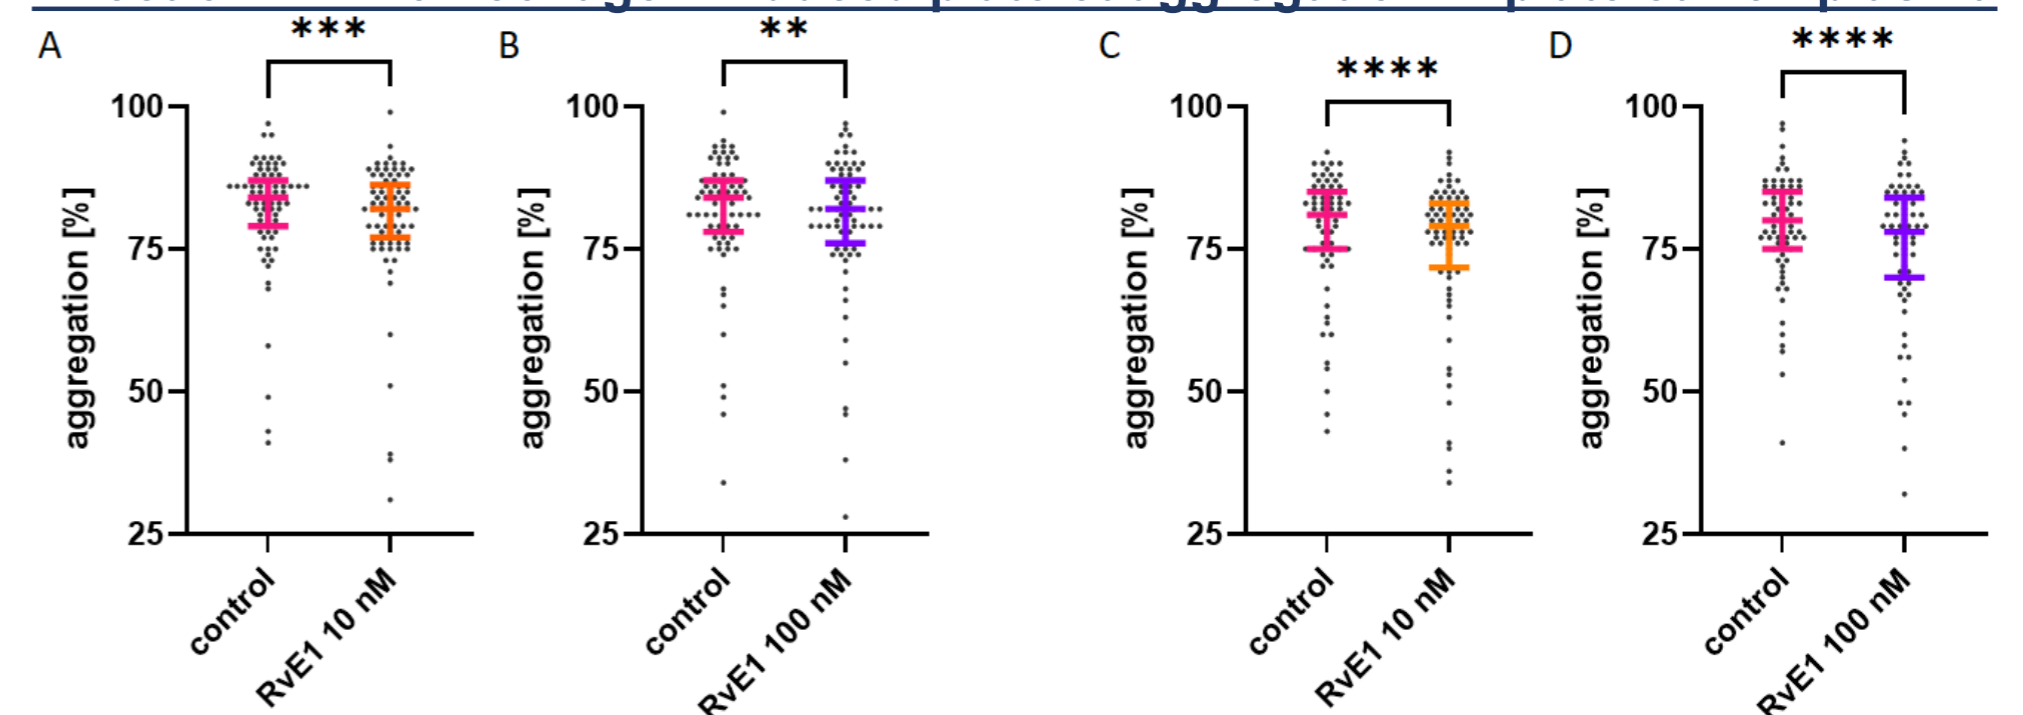 A
***
B
**
C
****
D
****
100
75
50
25
aggregation [%]
control
RvE1 10 nM
100
75
50
25
aggregation [%]
control
RvE1 100 nM
100
75
50
25
aggregation [%]
control
RvE1 10 nM
100
75
50
25
aggregation [%]
control
RvE1 100 nM